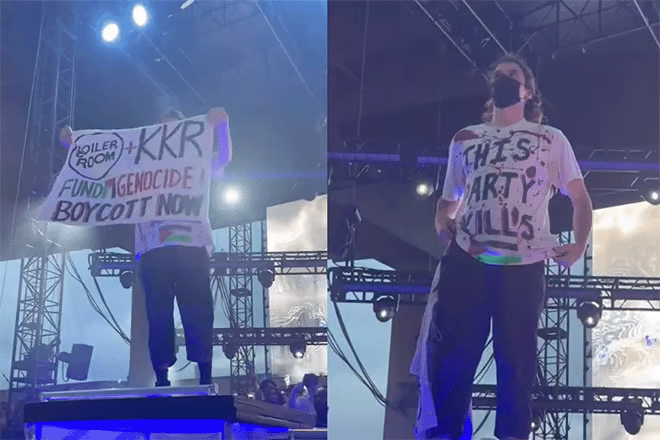 BOILER
ROOM
+KKR
FUND GENOCIDE!
BOYCOTT NOW
THIS
PARTY
KILLS